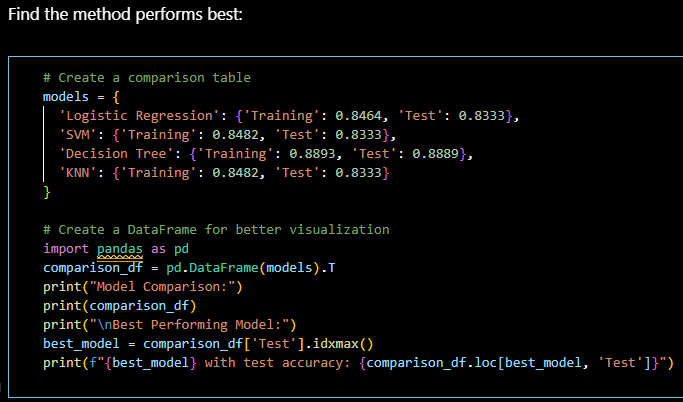 Find the method performs best:
# Create a comparison table
models = {
  'Logistic Regression': {'Training': 0.8464, 'Test': 0.8333},
  'SVM': {'Training': 0.8482, 'Test': 0.8333},
  'Decision Tree': {'Training': 0.8893, 'Test': 0.8889},
  'KNN': {'Training': 0.8482, 'Test': 0.8333}
}

# Create a DataFrame for better visualization
import pandas as pd
comparison_df = pd.DataFrame(models).T
print("Model Comparison:")
print(comparison_df)
print("\nBest Performing Model:")
best_model = comparison_df['Test'].idxmax()
print(f"{best_model} with test accuracy: {comparison_df.loc[best_model, 'Test']}")